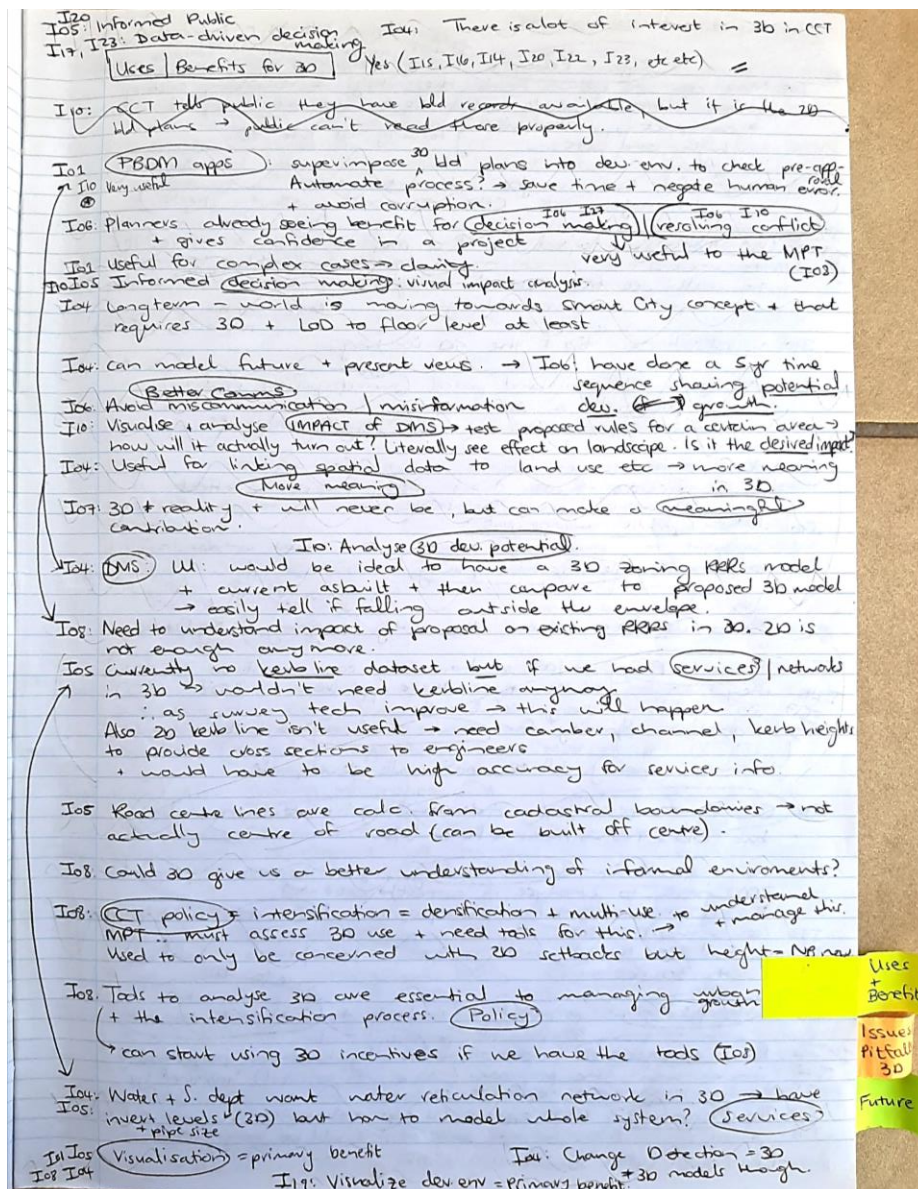 I20
I05: Informed Public
I17, I23: Data-driven decision making
I04: There is a lot of interest in 3D in CCT
Uses | Benefits for 3D Yes (I15, I16, I14, I20, I22, I23, etc etc)
I10: CCT tells public they have bld records available, but it is the 2D
bld plans → public can't read those properly.
I01 PBDM apps: superimpose 3D bld plans into dev. env. to check pre-approval
I10 Very useful Automate process? → save time + negate human error.
+ avoid corruption.
I06: Planners already seeing benefit for decision making I06 I27 | resolving conflict I06 I10
+ gives confidence in a project
very useful to the MPT
(I03)
I01 Useful for complex cases → clarity.
I10 I05 Informed decision making: visual impact analysis.
I04 Longterm - world is moving towards Smart City concept + that
requires 3D + LoD to floor level at least
I04: can model future + present views. → I06: have done a 5yr time
sequence showing potential
dev. growth.
Better Comms
I06: Avoid miscommunication | misinformation
I10: Visualise + analyse IMPACT of DMS → test proposed rules for a certain area →
how will it actually turn out? Literally see effect on landscape. Is it the desired impact?
I04: Useful for linking spatial data to land use etc → more meaning
in 3D
More meaning
I07: 3D ≠ reality + will never be, but can make a meaningful
contribution.
I10: Analyse 3D dev. potential.
I04: DMS: LU: would be ideal to have a 3D zoning RRRs model
+ current asbuilt + then compare to proposed 3D model
→ easily tell if falling outside the envelope.
I08: Need to understand impact of proposal on existing RRRs in 3D. 2D is
not enough any more.
I05 Currently no kerbline dataset but if we had services | networks
in 3D → wouldn't need kerbline anyway
∴ as survey tech improve → this will happen
Also 2D kerb line isn't useful → need camber, channel, kerb heights
to provide cross sections to engineers
+ would have to be high accuracy for services info.
I05 Road centre lines are calc. from cadastral boundaries → not
actually centre of road (can be built off centre).
I08: Could 3D give us a better understanding of informal enviroments?
I08: CCT policy = intensification = densification + multi-use to understand
+ manage this.
MPT ∴ must assess 3D use + need tools for this. →
Used to only be concerned with 2D setbacks but height = NB now
I08. Tools to analyse 3D are essential to managing urban
growth
+ the intensification process. Policy
→ can start using 3D incentives if we have the tools (I08)
I04: Water + S. dept want water reticulation network in 3D → have
I05: invert levels (3D) but how to model whole system? Services
+ pipe size
I01 I05 Visualisation = primary benefit
I08 I04
I04: Change Detection = 3D
≠ 3D models though.
I19: Visualize dev env = primary benefit.
Uses
+
Benefit
Issues
Pitfall
3D
Future